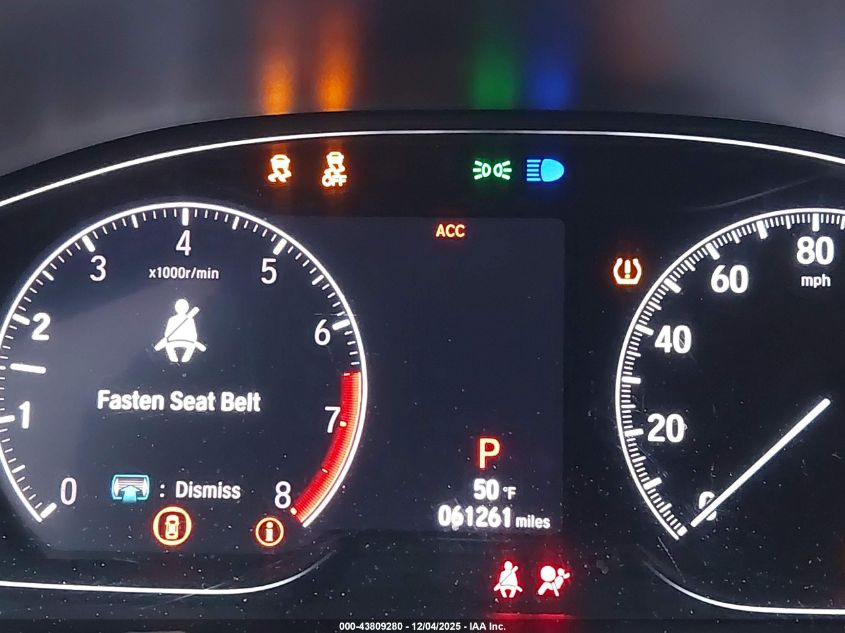 OFF
ACC
4
3
5
x1000r/min
2
6
Fasten Seat Belt
1
7
0
: Dismiss
8
80
mph
60
40
20
0
P
50 °F
061261 miles
000-43809280 - 12/04/2025 - IAA Inc.